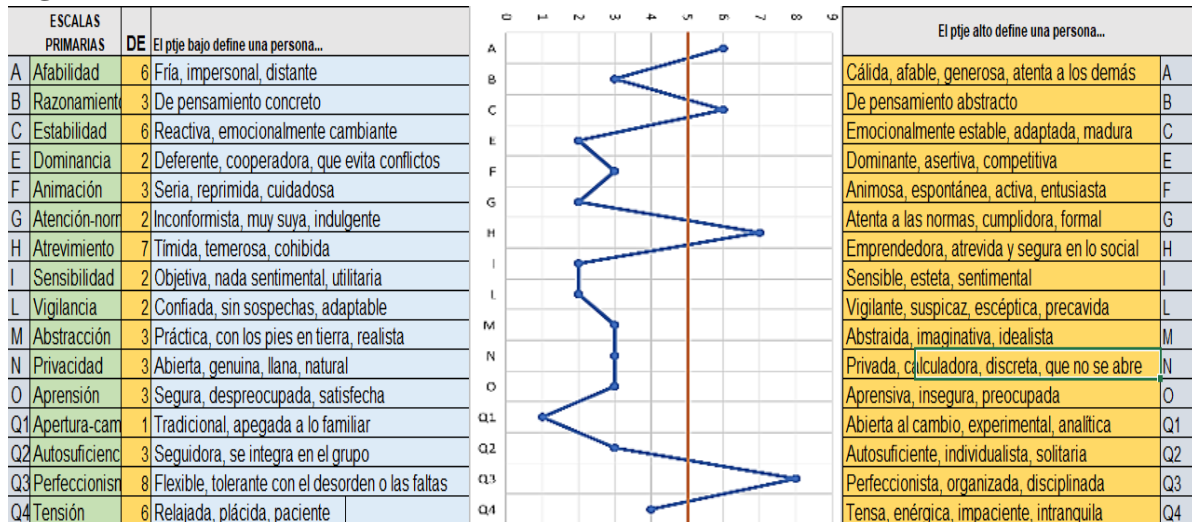 ESCALAS PRIMARIAS DE El ptje bajo define una persona... 0 1 2 3 4 5 6 7 8 9 El ptje alto define una persona...
A Afabilidad 6 Fría, impersonal, distante A Cálida, afable, generosa, atenta a los demás A
B Razonamiento 3 De pensamiento concreto B De pensamiento abstracto B
C Estabilidad 6 Reactiva, emocionalmente cambiante C Emocionalmente estable, adaptada, madura C
E Dominancia 2 Deferente, cooperadora, que evita conflictos E Dominante, asertiva, competitiva E
F Animación 3 Seria, reprimida, cuidadosa F Animosa, espontánea, activa, entusiasta F
G Atención-norr 2 Inconformista, muy suya, indulgente G Atenta a las normas, cumplidora, formal G
H Atrevimiento 7 Tímida, temerosa, cohibida H Emprendedora, atrevida y segura en lo social H
I Sensibilidad 2 Objetiva, nada sentimental, utilitaria I Sensible, esteta, sentimental I
L Vigilancia 2 Confiada, sin sospechas, adaptable L Vigilante, suspicaz, escéptica, precavida L
M Abstracción 3 Práctica, con los pies en tierra, realista M Abstraida, imaginativa, idealista M
N Privacidad 3 Abierta, genuina, llana, natural N Privada, calculadora, discreta, que no se abre N
O Aprensión 3 Segura, despreocupada, satisfecha O Aprensiva, insegura, preocupada O
Q1 Apertura-cam 1 Tradicional, apegada a lo familiar Q1 Abierta al cambio, experimental, analítica Q1
Q2 Autosuficienc 3 Seguidora, se integra en el grupo Q2 Autosuficiente, individualista, solitaria Q2
Q3 Perfeccionisn 8 Flexible, tolerante con el desorden o las faltas Q3 Perfeccionista, organizada, disciplinada Q3
Q4 Tensión 6 Relajada, plácida, paciente Q4 Tensa, enérgica, impaciente, intranquila Q4